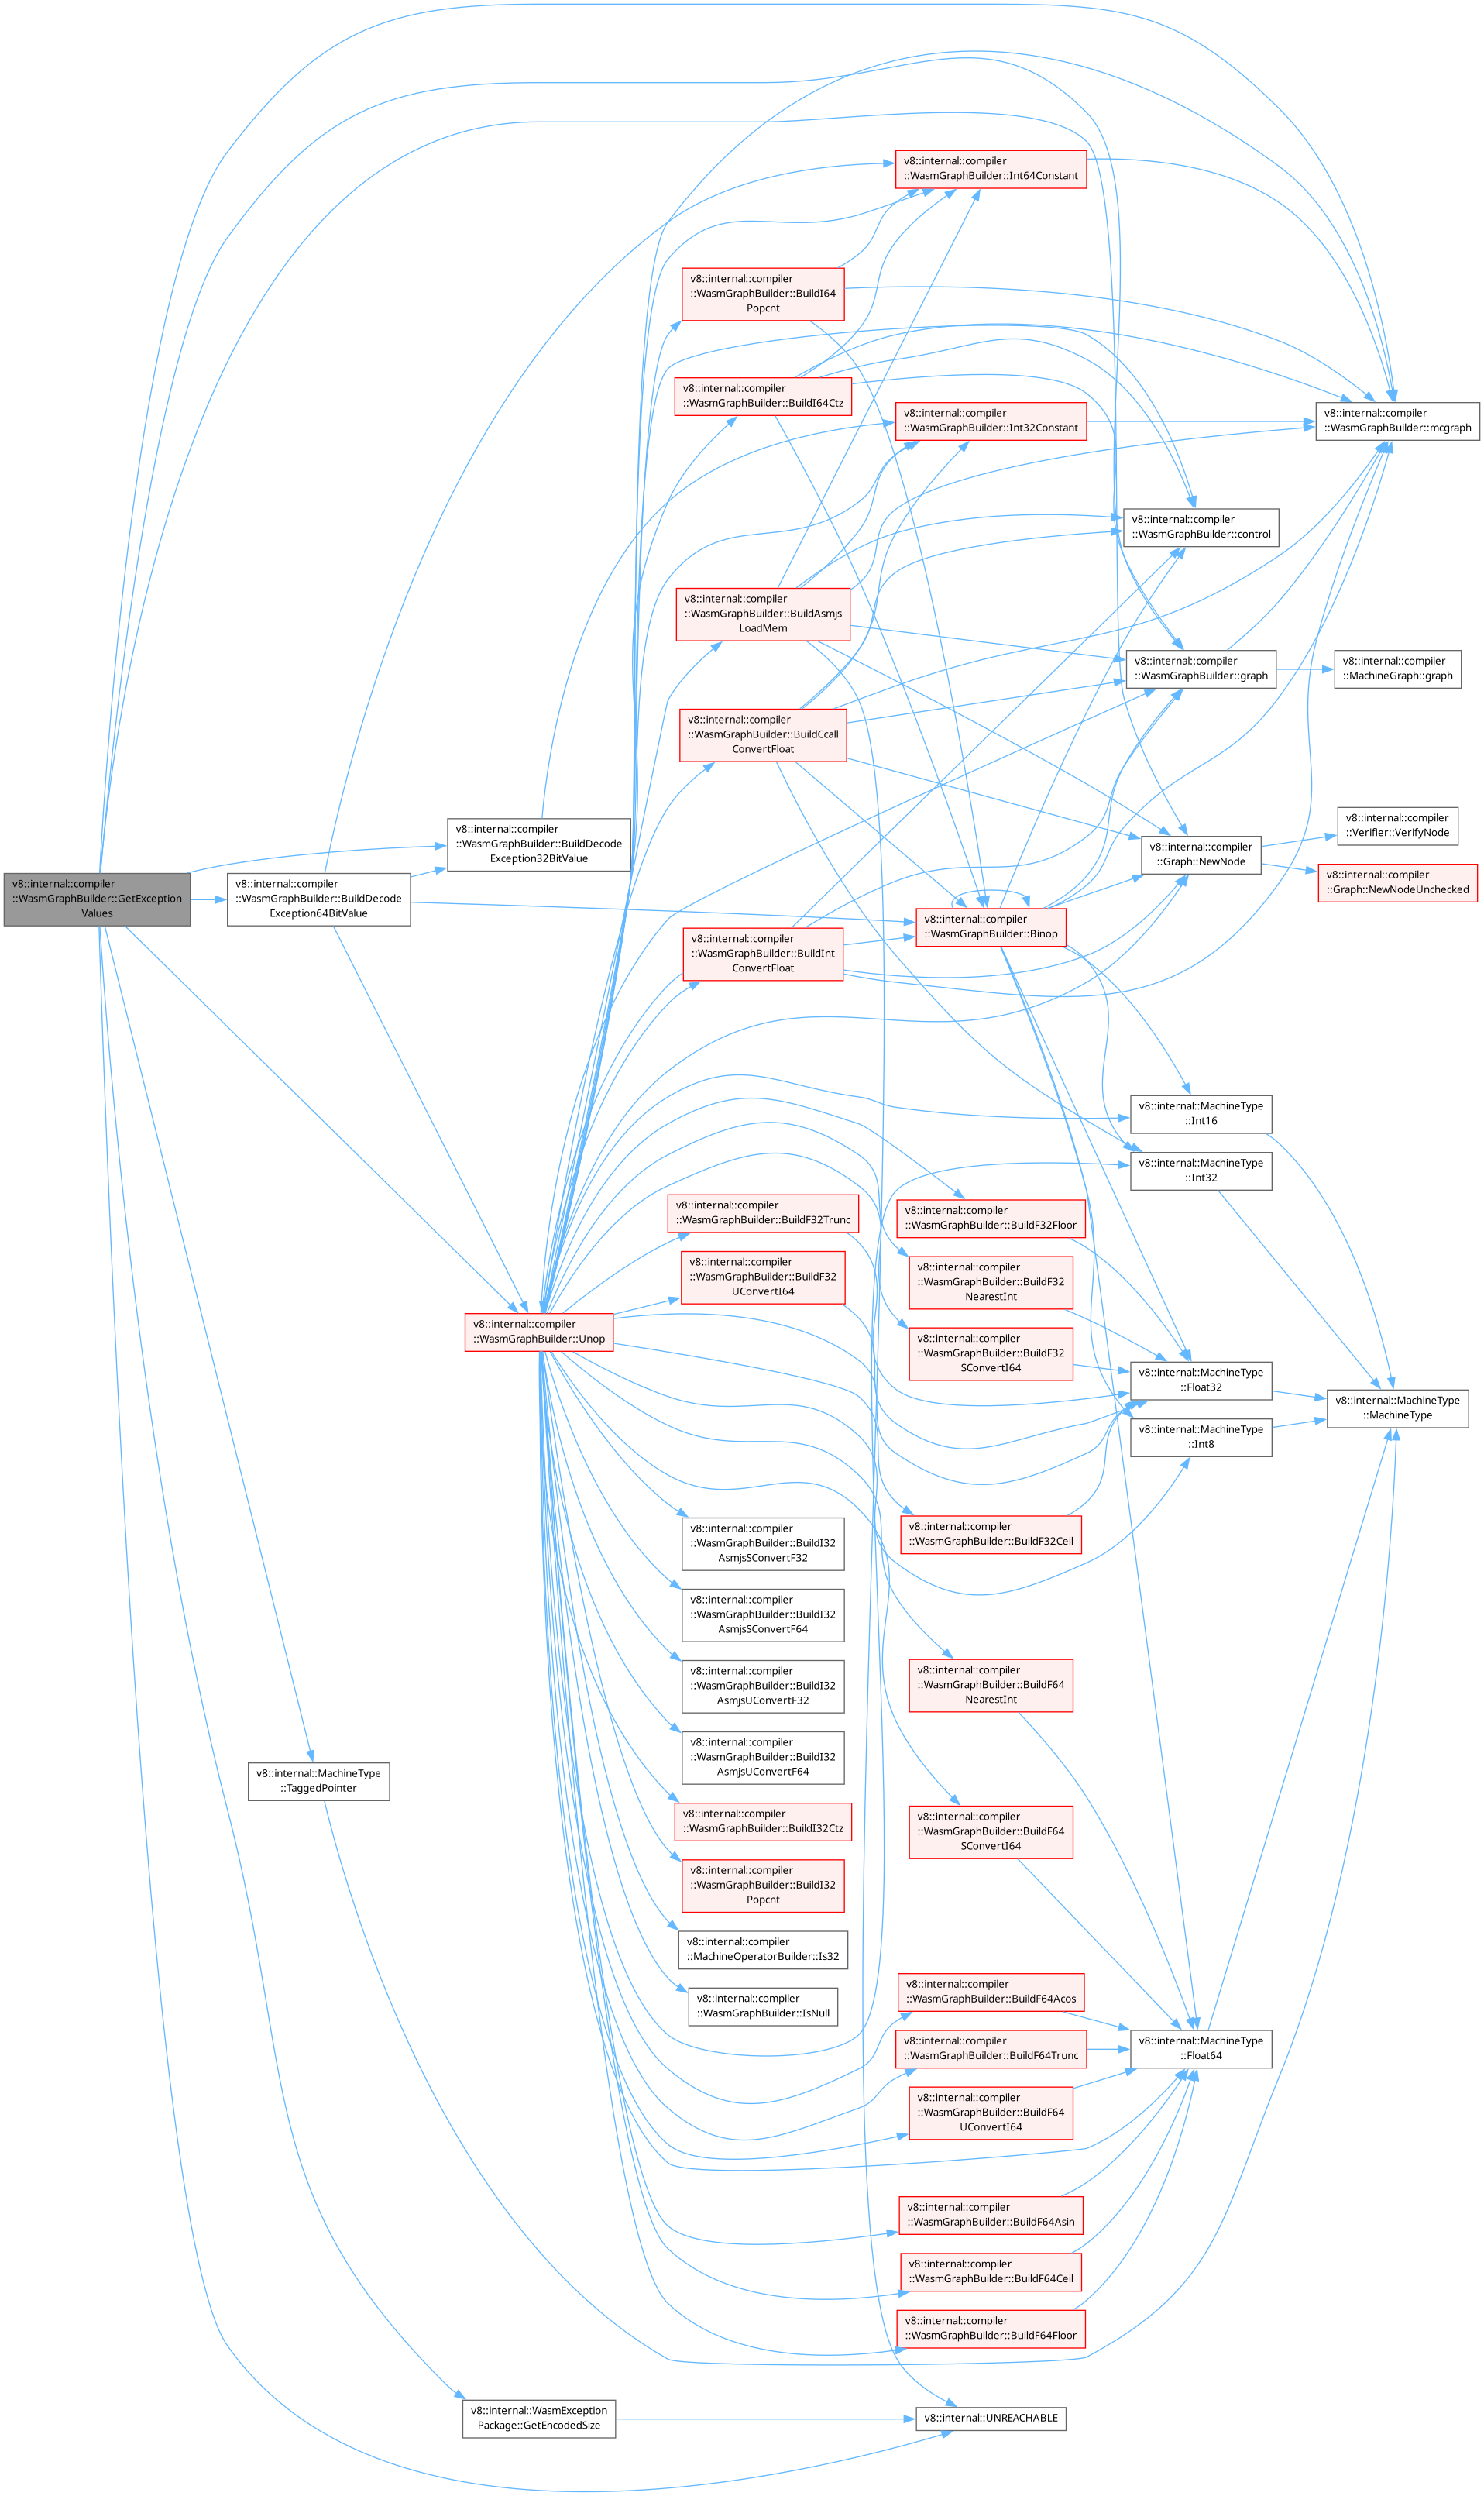 v8::internal::compiler
::WasmGraphBuilder::Int64Constant
v8::internal::compiler
::WasmGraphBuilder::BuildI64
Popcnt
v8::internal::compiler
::WasmGraphBuilder::BuildI64Ctz
v8::internal::compiler
::WasmGraphBuilder::Int32Constant
v8::internal::compiler
::WasmGraphBuilder::mcgraph
v8::internal::compiler
::WasmGraphBuilder::control
v8::internal::compiler
::WasmGraphBuilder::BuildAsmjs
LoadMem
v8::internal::compiler
::WasmGraphBuilder::graph
v8::internal::compiler
::MachineGraph::graph
v8::internal::compiler
::WasmGraphBuilder::BuildCcall
ConvertFloat
v8::internal::compiler
::Verifier::VerifyNode
v8::internal::compiler
::WasmGraphBuilder::BuildDecode
Exception32BitValue
v8::internal::compiler
::Graph::NewNode
v8::internal::compiler
::Graph::NewNodeUnchecked
v8::internal::compiler
::WasmGraphBuilder::GetException
Values
v8::internal::compiler
::WasmGraphBuilder::BuildDecode
Exception64BitValue
v8::internal::compiler
::WasmGraphBuilder::Binop
v8::internal::compiler
::WasmGraphBuilder::BuildInt
ConvertFloat
v8::internal::MachineType
::Int16
v8::internal::MachineType
::Int32
v8::internal::compiler
::WasmGraphBuilder::BuildF32Trunc
v8::internal::compiler
::WasmGraphBuilder::BuildF32Floor
v8::internal::compiler
::WasmGraphBuilder::BuildF32
UConvertI64
v8::internal::compiler
::WasmGraphBuilder::BuildF32
NearestInt
v8::internal::compiler
::WasmGraphBuilder::Unop
v8::internal::compiler
::WasmGraphBuilder::BuildF32
SConvertI64
v8::internal::MachineType
::Float32
v8::internal::MachineType
::MachineType
v8::internal::MachineType
::Int8
v8::internal::compiler
::WasmGraphBuilder::BuildI32
AsmjsSConvertF32
v8::internal::compiler
::WasmGraphBuilder::BuildF32Ceil
v8::internal::compiler
::WasmGraphBuilder::BuildI32
AsmjsSConvertF64
v8::internal::compiler
::WasmGraphBuilder::BuildI32
AsmjsUConvertF32
v8::internal::compiler
::WasmGraphBuilder::BuildF64
NearestInt
v8::internal::compiler
::WasmGraphBuilder::BuildI32
AsmjsUConvertF64
v8::internal::MachineType
::TaggedPointer
v8::internal::compiler
::WasmGraphBuilder::BuildI32Ctz
v8::internal::compiler
::WasmGraphBuilder::BuildF64
SConvertI64
v8::internal::compiler
::WasmGraphBuilder::BuildI32
Popcnt
v8::internal::compiler
::MachineOperatorBuilder::Is32
v8::internal::compiler
::WasmGraphBuilder::IsNull
v8::internal::compiler
::WasmGraphBuilder::BuildF64Acos
v8::internal::compiler
::WasmGraphBuilder::BuildF64Trunc
v8::internal::MachineType
::Float64
v8::internal::compiler
::WasmGraphBuilder::BuildF64
UConvertI64
v8::internal::compiler
::WasmGraphBuilder::BuildF64Asin
v8::internal::compiler
::WasmGraphBuilder::BuildF64Ceil
v8::internal::compiler
::WasmGraphBuilder::BuildF64Floor
v8::internal::WasmException
Package::GetEncodedSize
v8::internal::UNREACHABLE